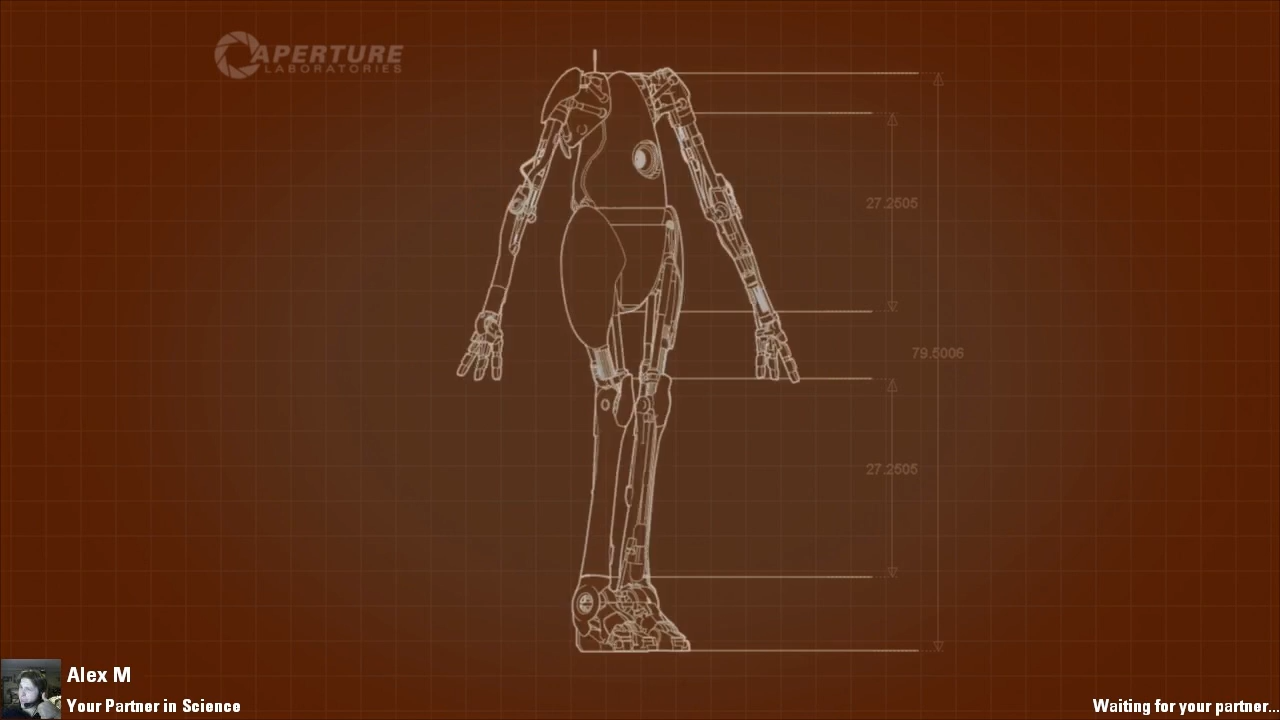 APERTURE
LABORATORIES
27.2505
79.5006
27.2505
Alex M
Your Partner in Science
Waiting for your partner...